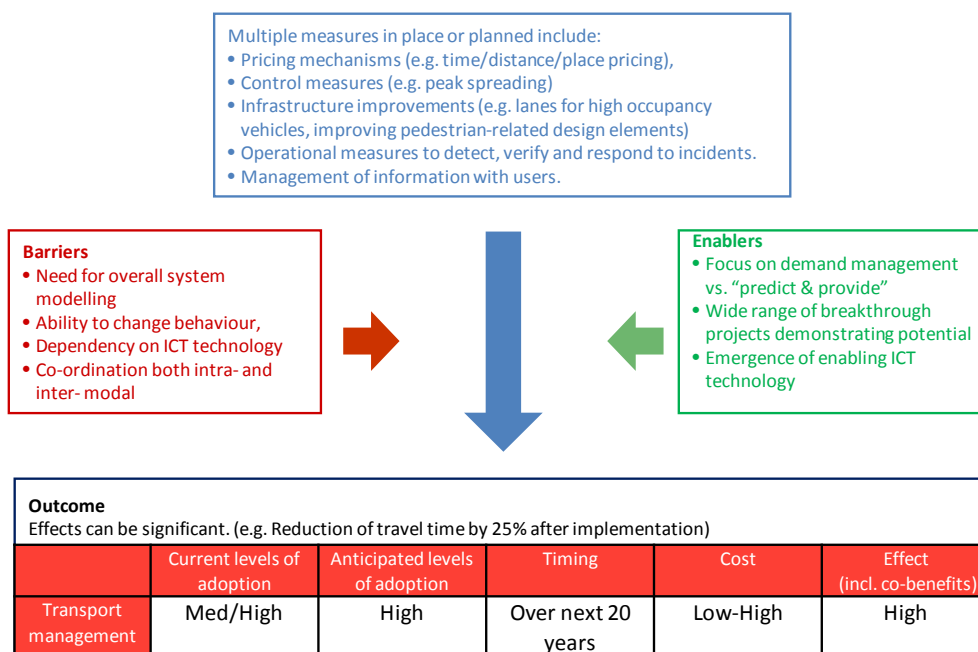 Multiple measures in place or planned include:
• Pricing mechanisms (e.g. time/distance/place pricing),
• Control measures (e.g. peak spreading)
• Infrastructure improvements (e.g. lanes for high occupancy
vehicles, improving pedestrian-related design elements)
• Operational measures to detect, verify and respond to incidents.
• Management of information with users.
Barriers
• Need for overall system
modelling
• Ability to change behaviour,
• Dependency on ICT technology
• Co-ordination both intra- and
inter- modal
Enablers
• Focus on demand management
vs. “predict & provide”
• Wide range of breakthrough
projects demonstrating potential
• Emergence of enabling ICT
technology
Outcome
Effects can be significant. (e.g. Reduction of travel time by 25% after implementation)
Current levels of
adoption
Anticipated levels
of adoption
Timing
Cost
Effect
(incl. co-benefits)
Transport
management
Med/High
High
Over next 20
years
Low-High
High